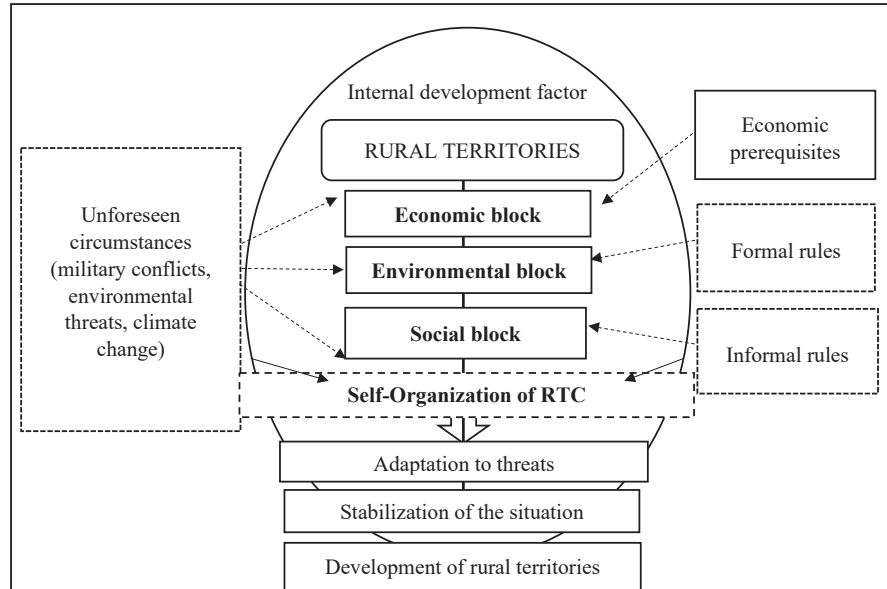 Internal development factor
RURAL TERRITORIES
Economic
prerequisites
Unforeseen
circumstances
(military conflicts,
environmental
threats, climate
change)
Economic block
Environmental block
Formal rules
Social block
Informal rules
Self-Organization of RTC
Adaptation to threats
Stabilization of the situation
Development of rural territories